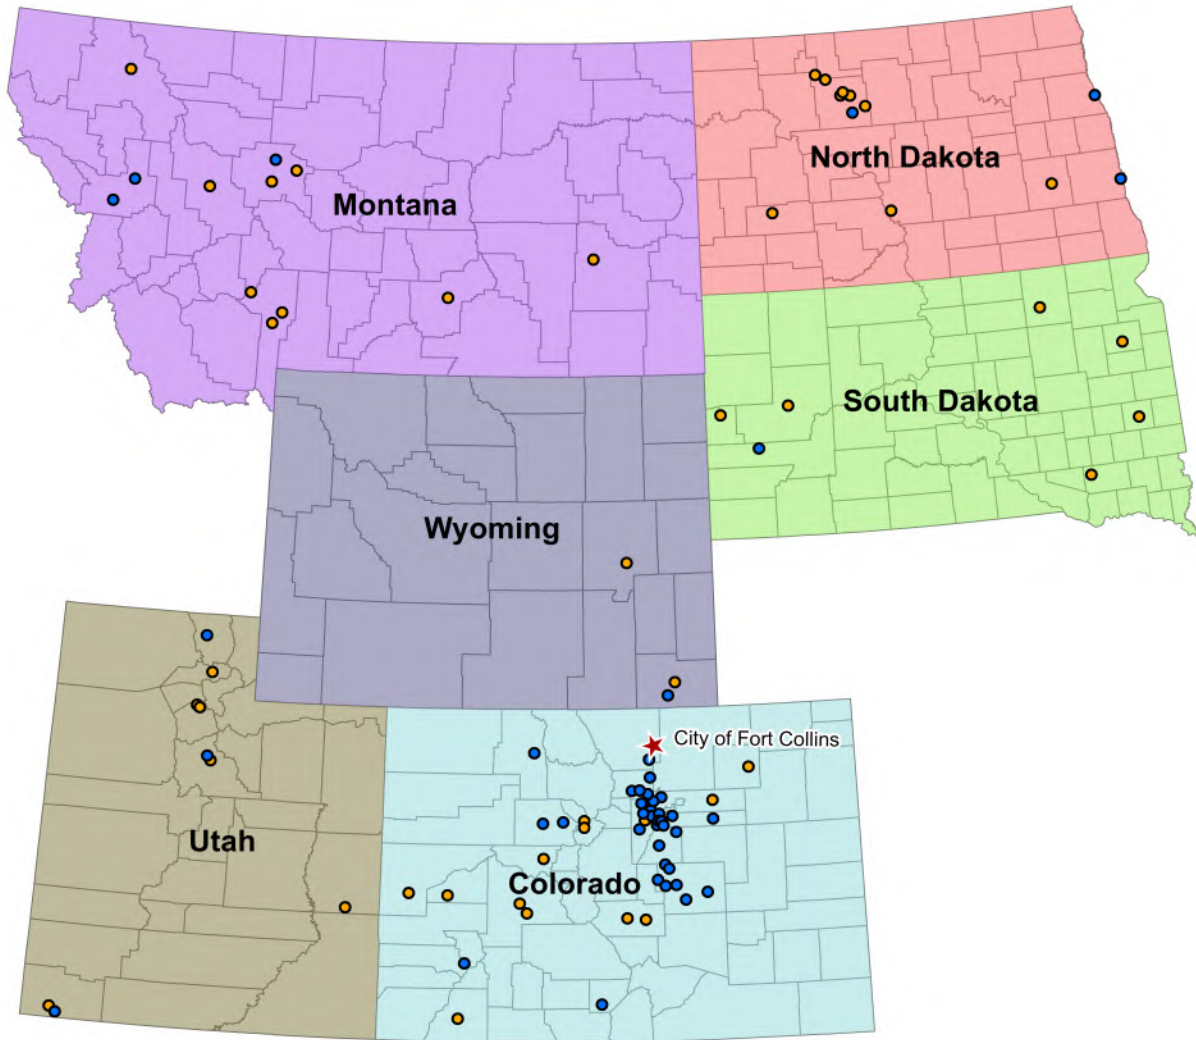 North Dakota
Montana
South Dakota
Wyoming
City of Fort Collins
Utah
Colorado